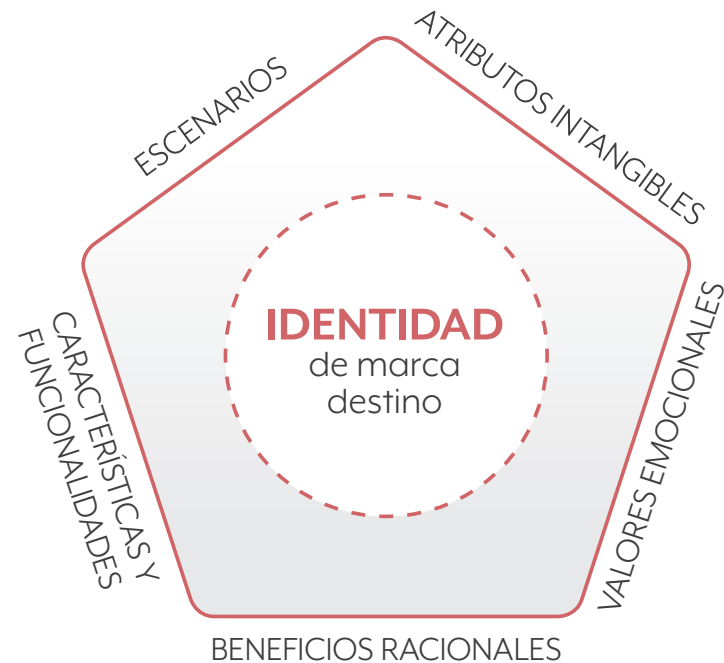 ESCENARIOS
ATRIBUTOS INTANGIBLES
IDENTIDAD
de marca
destino
CARACTERÍSTICAS Y
FUNCIONALIDADES
VALORES EMOCIONALES
BENEFICIOS RACIONALES